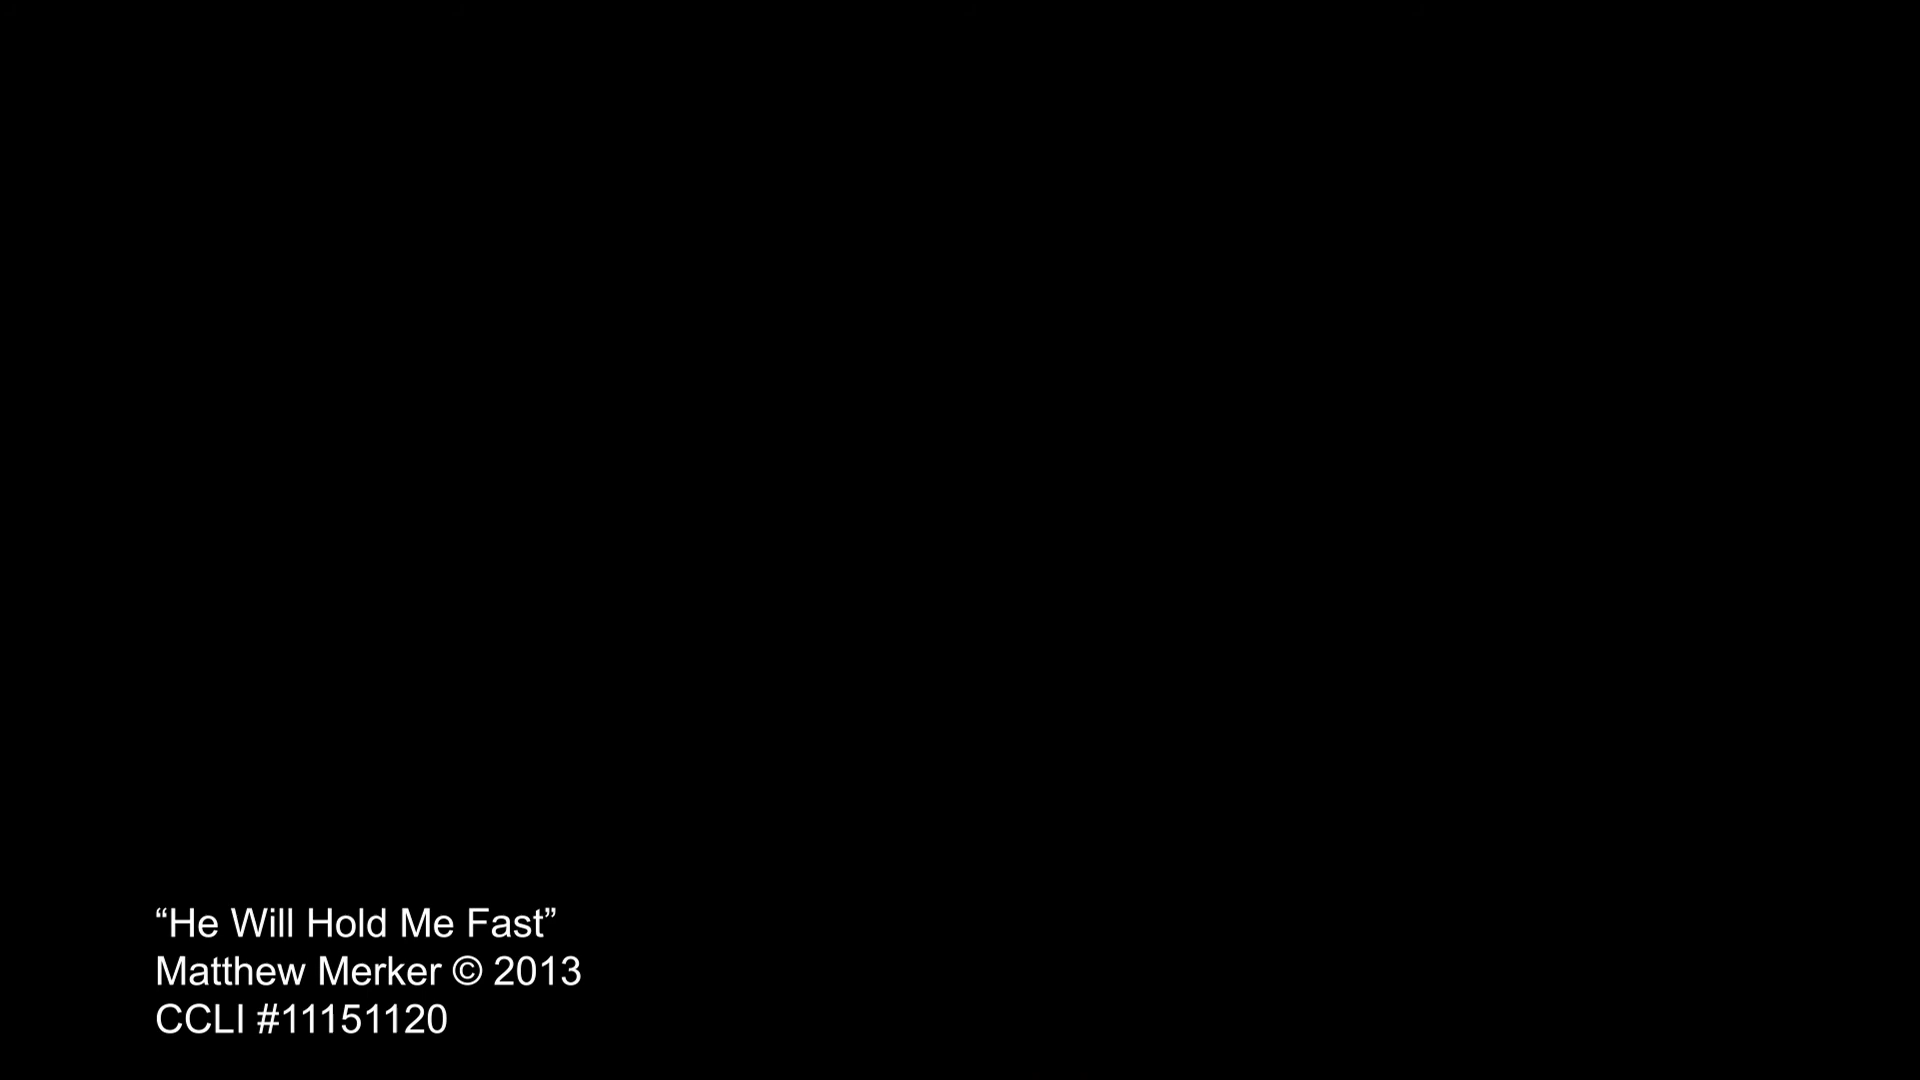 “He Will Hold Me Fast”
Matthew Merker © 2013
CCLI #11151120